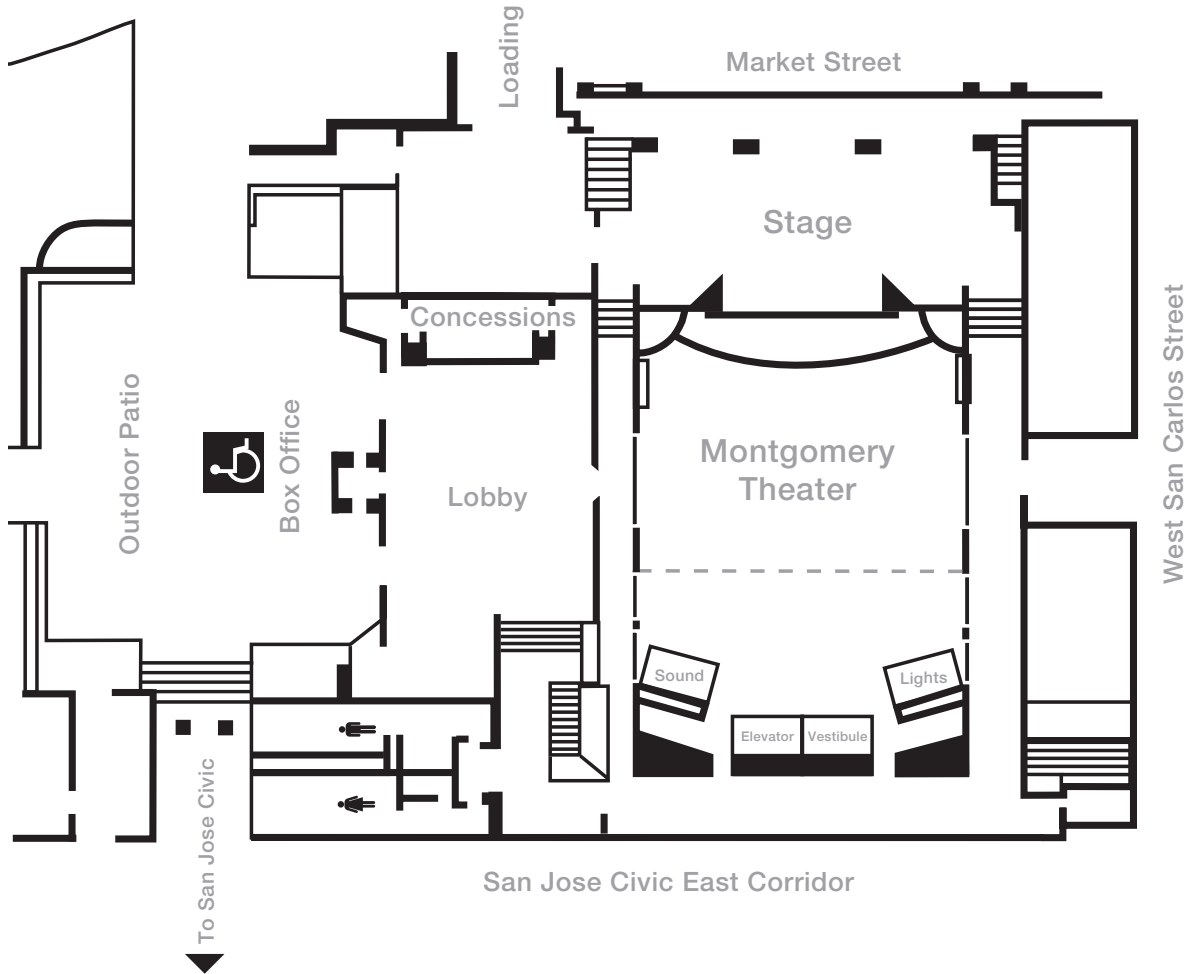 Loading
Market Street
Stage
Concessions
West San Carlos Street
Outdoor Patio
Box Office
Montgomery
Theater
Lobby
Sound
Lights
Elevator
Vestibule
To San Jose Civic
San Jose Civic East Corridor